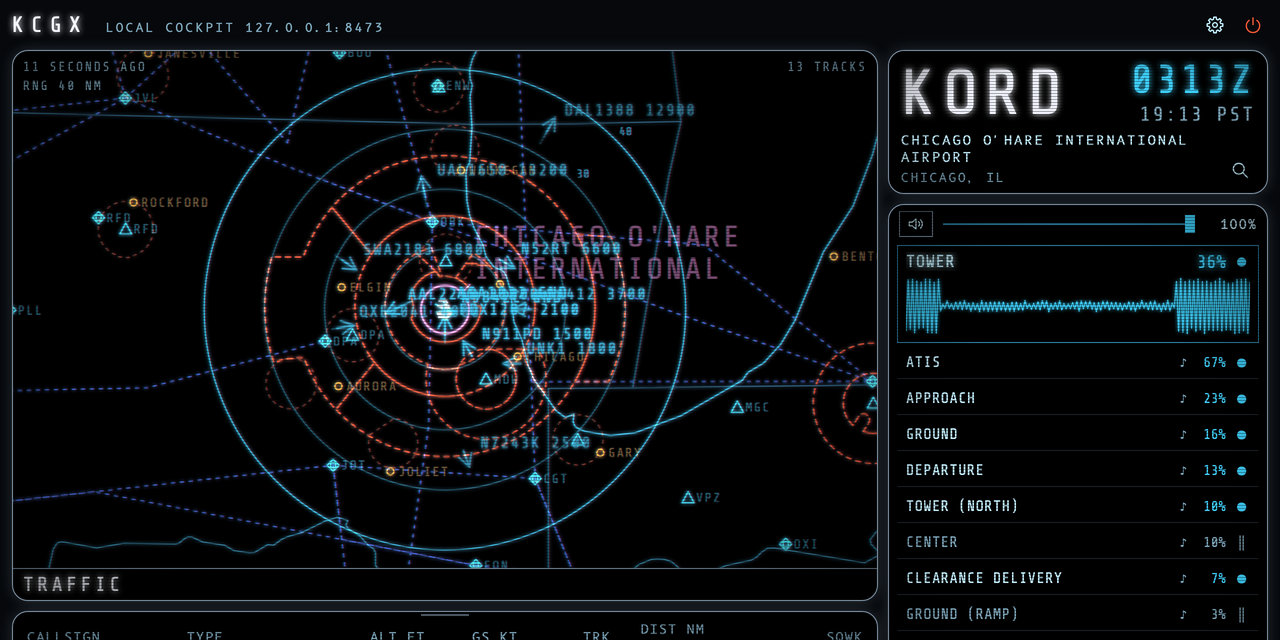 KCGX LOCAL COCKPIT 127.0.0.1:8473
11 SECONDS AGO
RNG 40 NM
13 TRACKS
JANESVILLE
JVL
DAL1388 12900
40
30
ROCKFORD
RFD
RFD
CHICAGO O'HARE
INTERNATIONAL
N52RT 6600
ELGIN
BENT
PLL
N911PD 1500
CHICAGO
AURORA
MGC
N7243K
GARY
JOT
JOLIET
CGT
VPZ
OXI
EON
TRAFFIC
CALLSIGN TYPE ALT FT GS KT TRK DIST NM SQWK
KORD
0313Z
19:13 PST
CHICAGO O'HARE INTERNATIONAL
AIRPORT
CHICAGO, IL
100%
TOWER 36%
ATIS ♪ 67%
APPROACH ♪ 23%
GROUND ♪ 16%
DEPARTURE ♪ 13%
TOWER (NORTH) ♪ 10%
CENTER ♪ 10%
CLEARANCE DELIVERY ♪ 7%
GROUND (RAMP) ♪ 3%